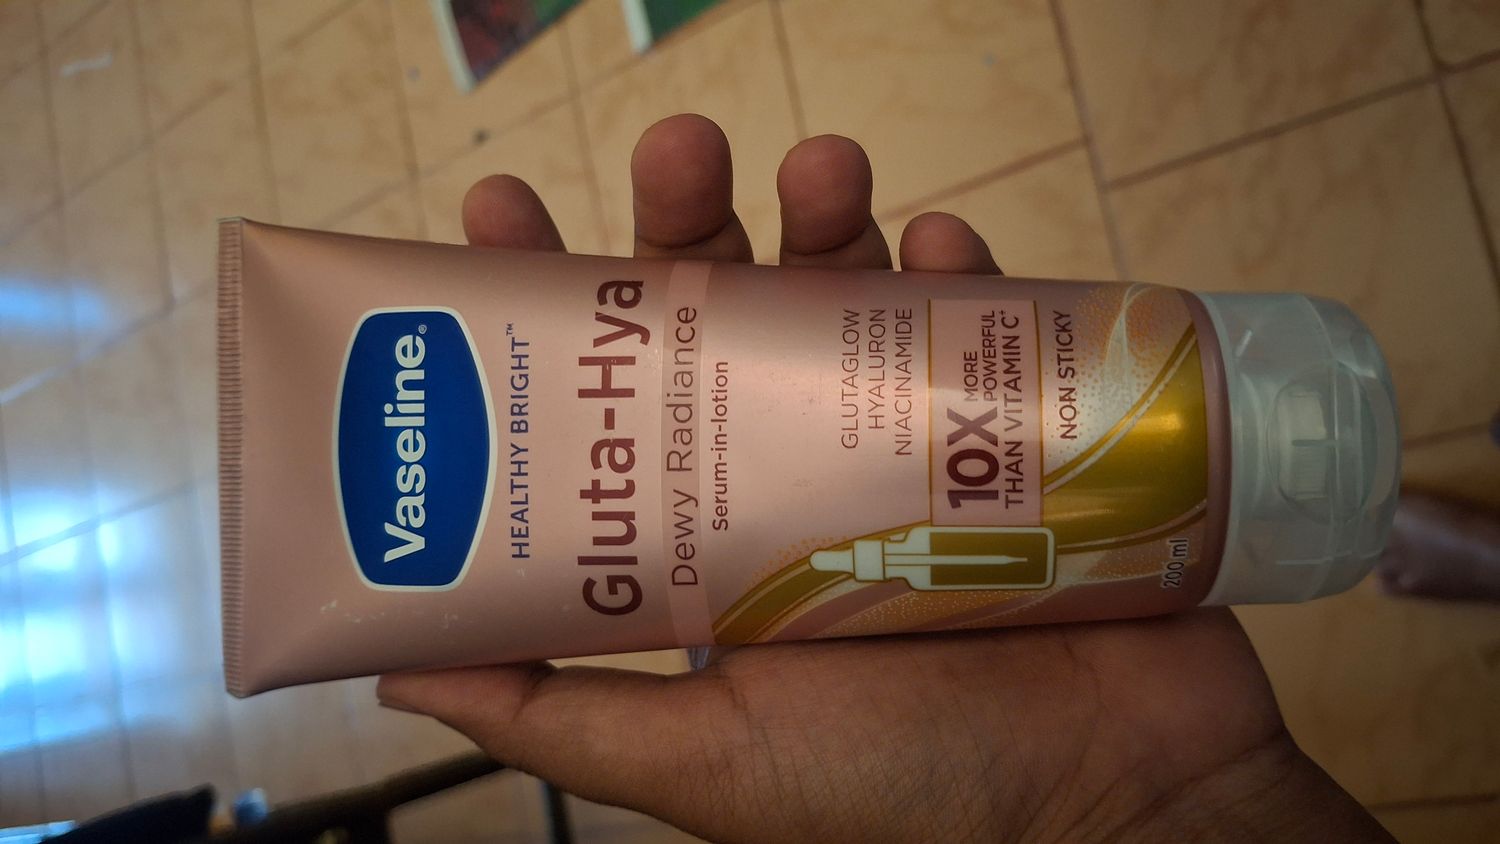 Vaseline®
HEALTHY BRIGHT™
Gluta-Hya
Dewy Radiance
Serum-in-lotion
GLUTAGLOW
HYALURON
NIACINAMIDE
10X MORE
POWERFUL
THAN VITAMIN C*
NON STICKY
200 ml